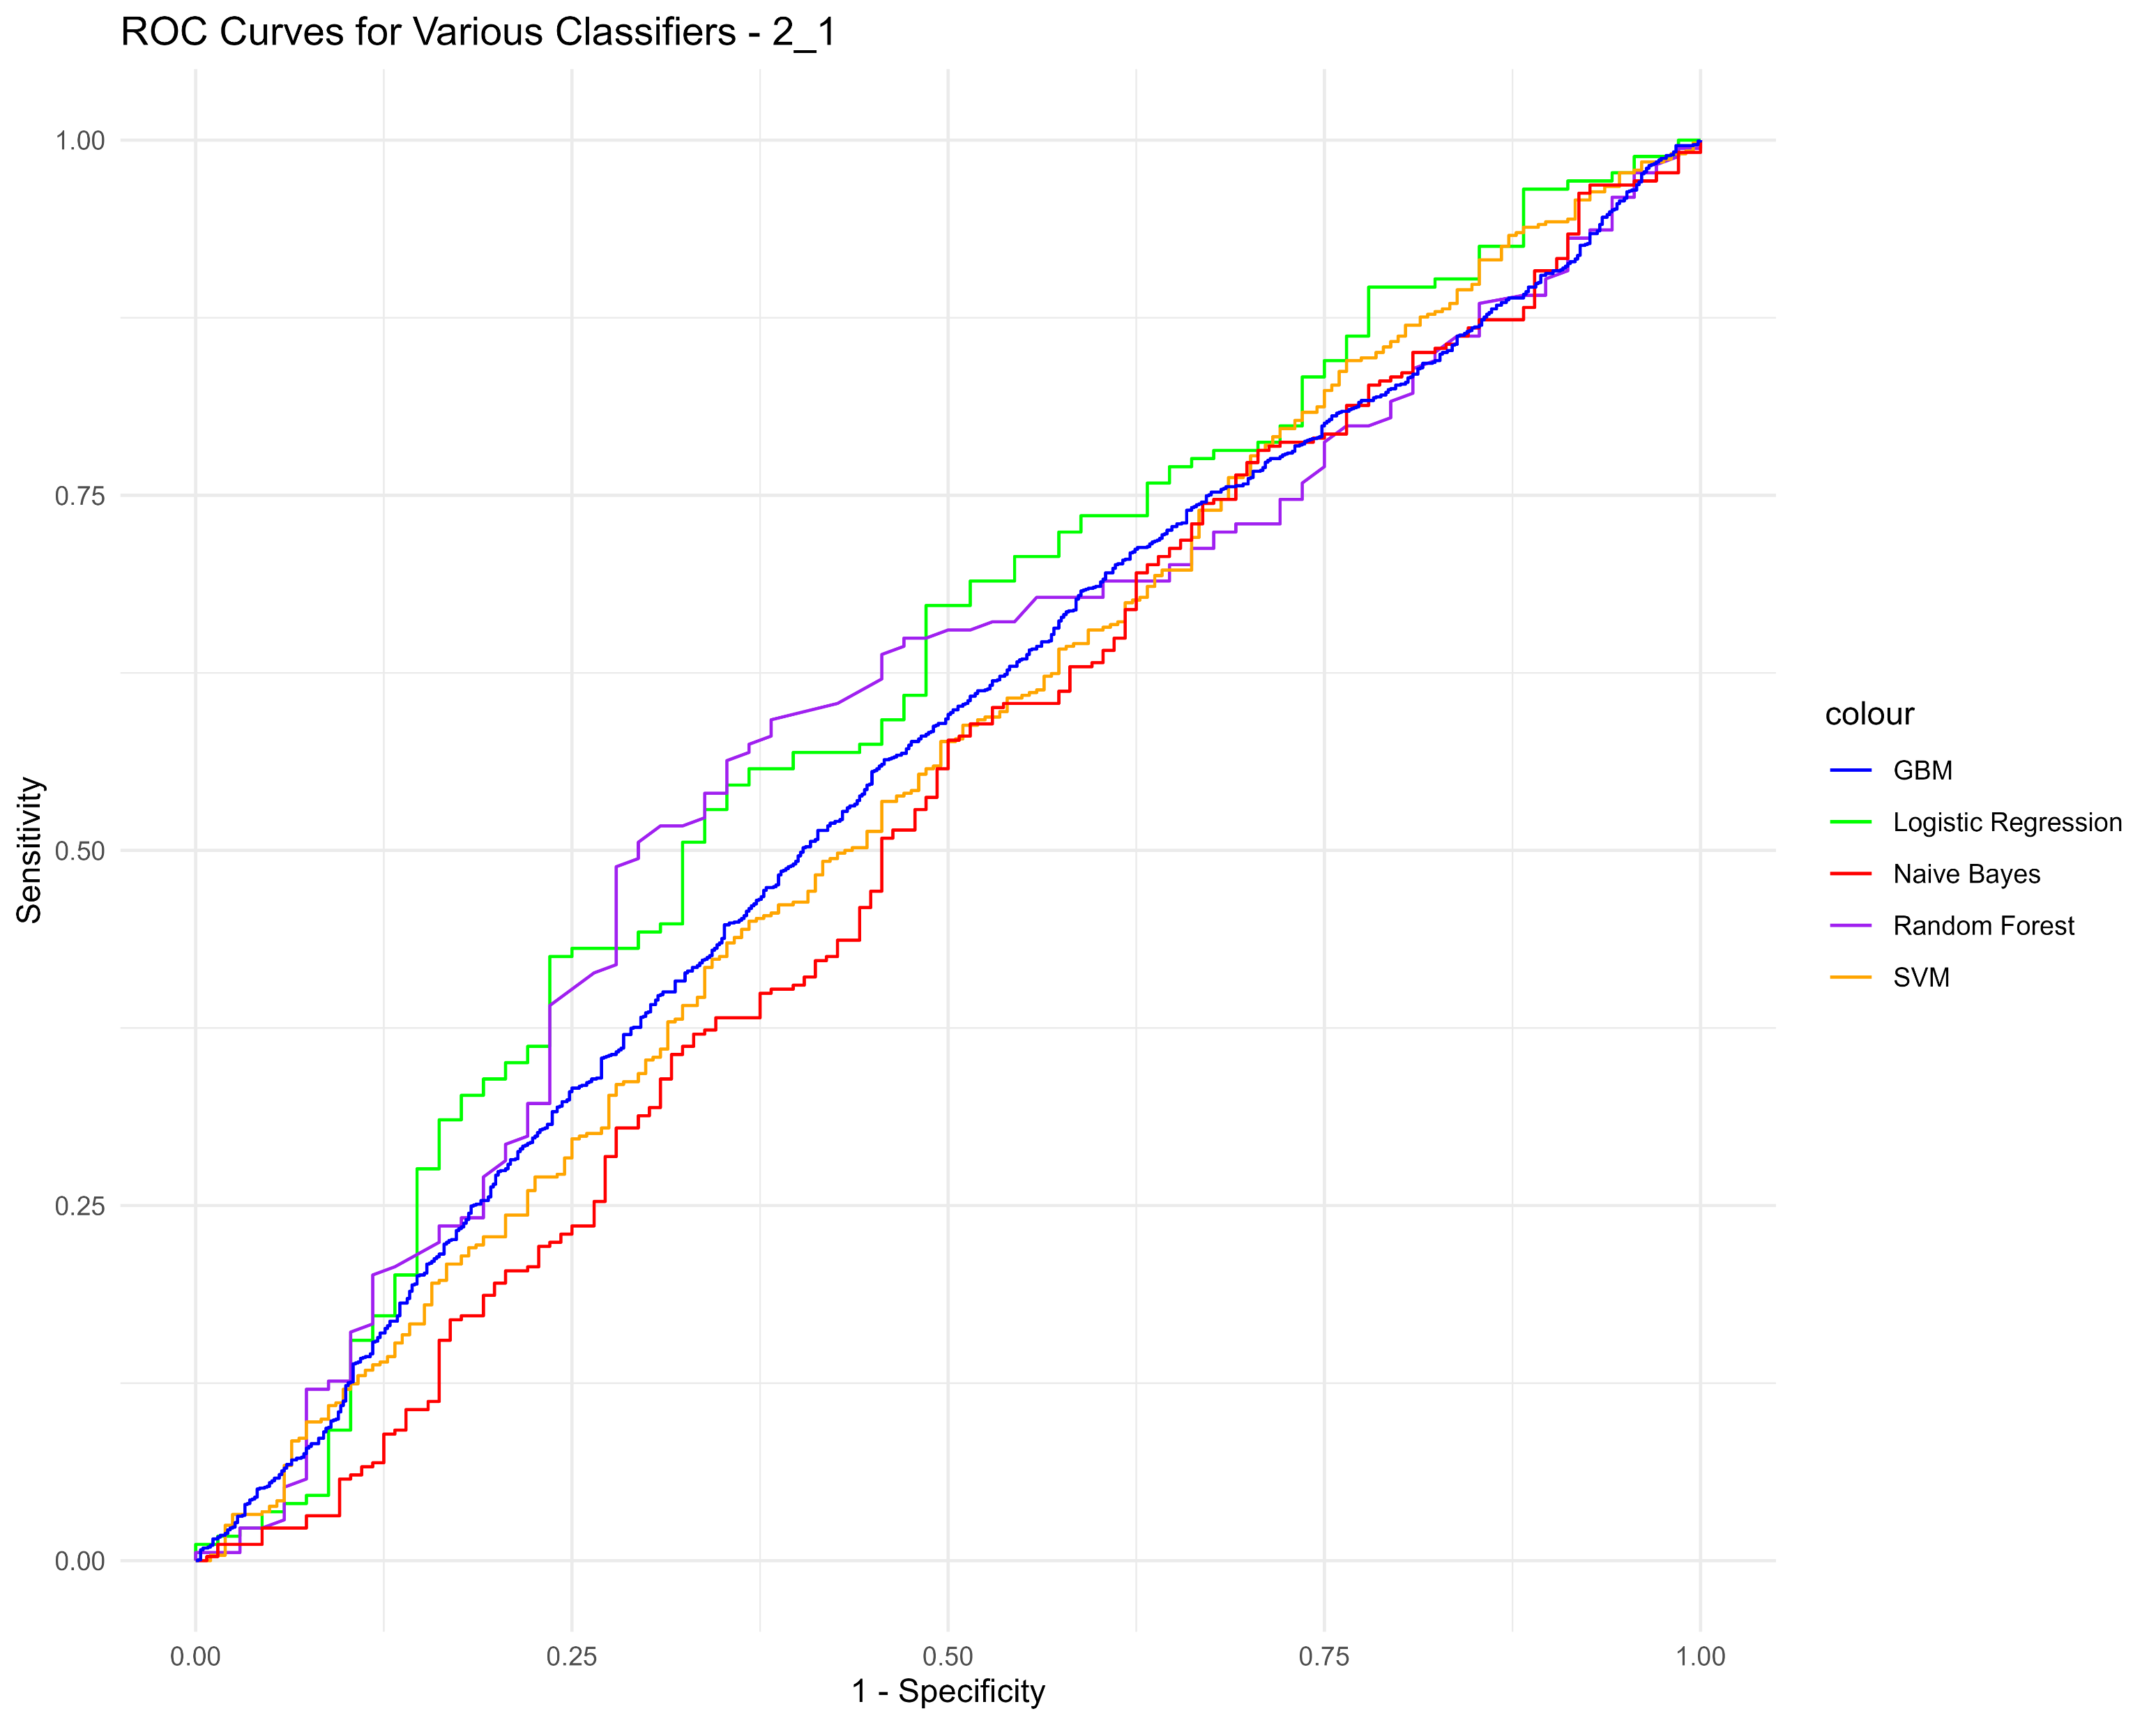 ROC Curves for Various Classifiers - 2_1
1.00
0.75
0.50
0.25
0.00
Sensitivity
0.00 0.25 0.50 0.75 1.00
1 - Specificity
colour
GBM
Logistic Regression
Naive Bayes
Random Forest
SVM